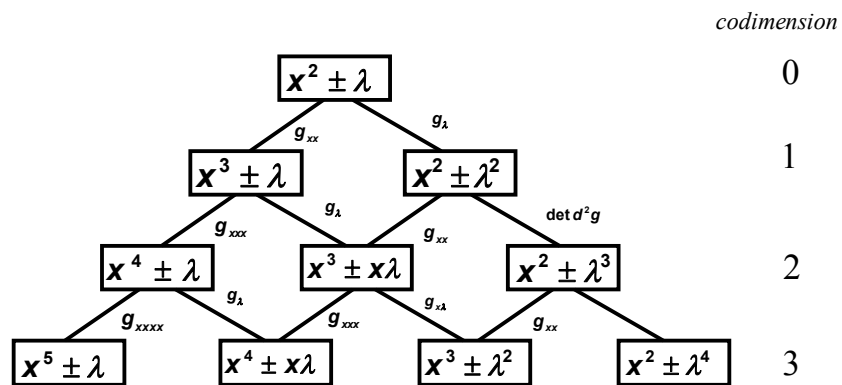 codimension
x² ± λ 0
g_xx g_λ
x³ ± λ x² ± λ² 1
g_xxx g_λ g_xx det d²g
x⁴ ± λ x³ ± xλ x² ± λ³ 2
g_xxxx g_λ g_xxx g_xλ g_xx
x⁵ ± λ x⁴ ± xλ x³ ± λ² x² ± λ⁴ 3